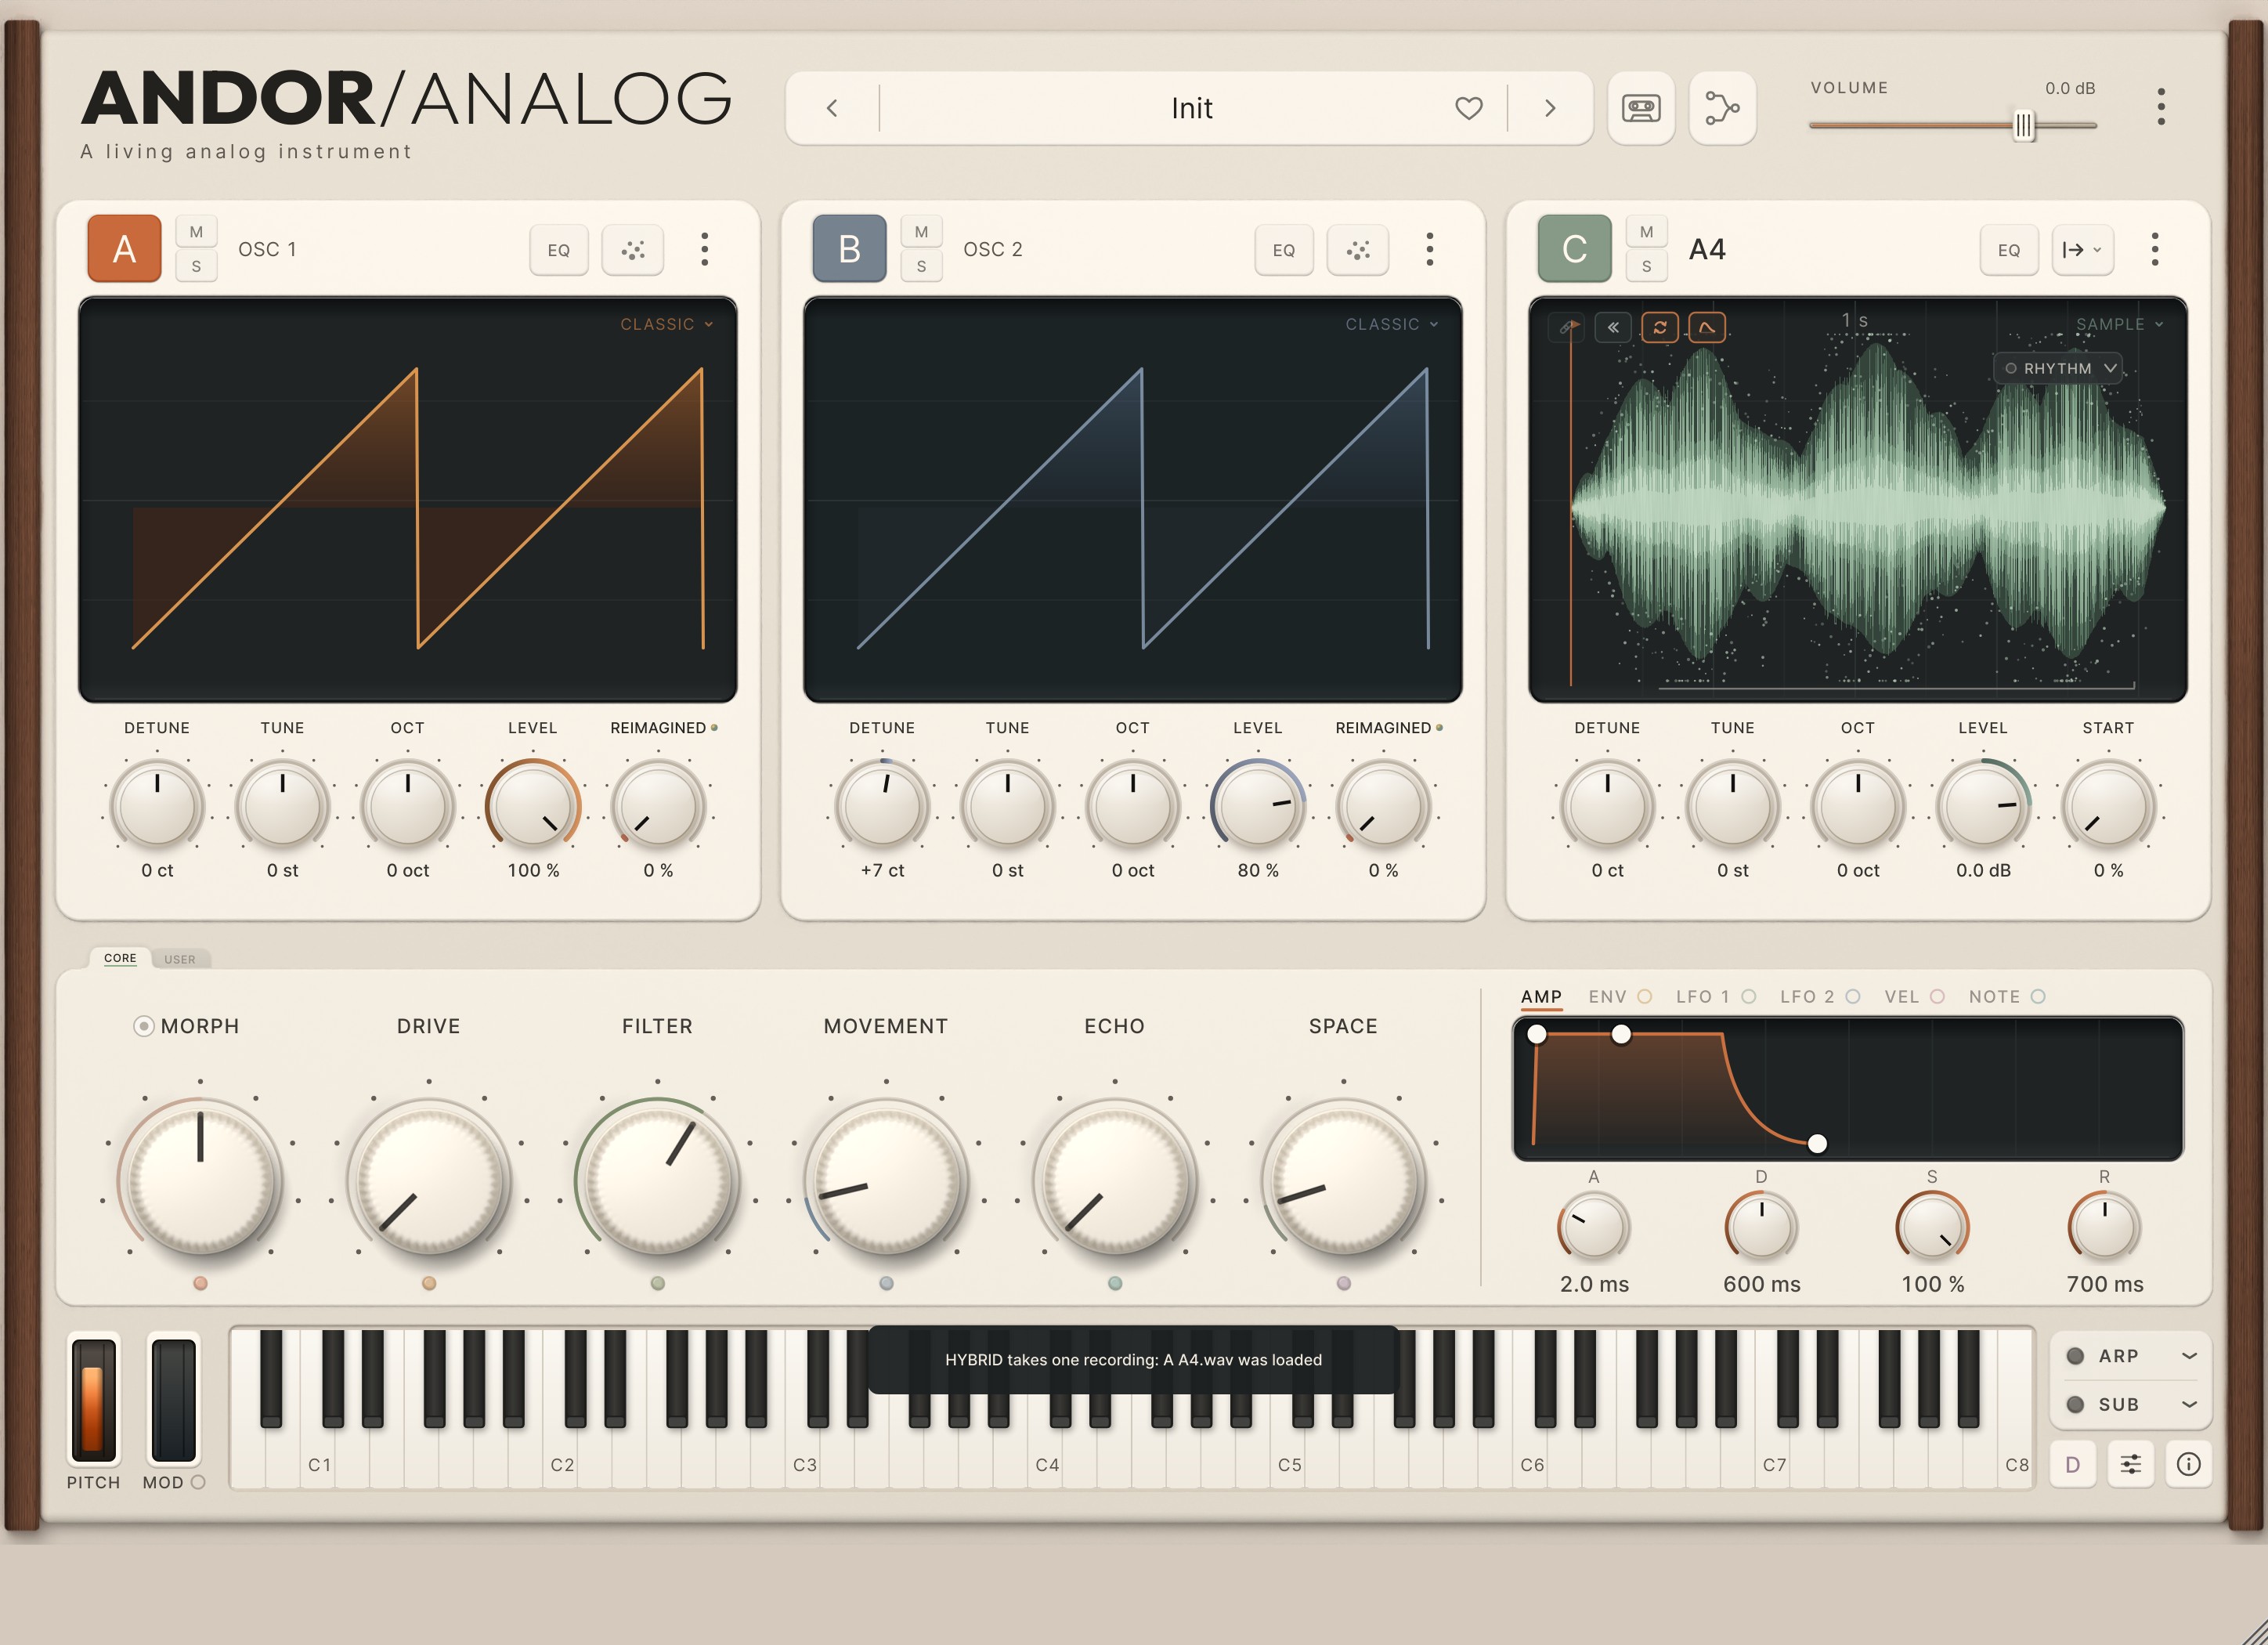 ANDOR/ANALOG
A living analog instrument
Init
VOLUME 0.0 dB
A M S OSC 1 EQ
B M S OSC 2 EQ
C M S A4 EQ
CLASSIC
CLASSIC
1 s SAMPLE
RHYTHM
DETUNE TUNE OCT LEVEL REIMAGINED
0 ct 0 st 0 oct 100 % 0 %
DETUNE TUNE OCT LEVEL REIMAGINED
+7 ct 0 st 0 oct 80 % 0 %
DETUNE TUNE OCT LEVEL START
0 ct 0 st 0 oct 0.0 dB 0 %
CORE USER
MORPH DRIVE FILTER MOVEMENT ECHO SPACE
AMP ENV LFO 1 LFO 2 VEL NOTE
A D S R
2.0 ms 600 ms 100 % 700 ms
HYBRID takes one recording: A A4.wav was loaded
C1 C2 C3 C4 C5 C6 C7 C8
PITCH MOD
ARP
SUB
D